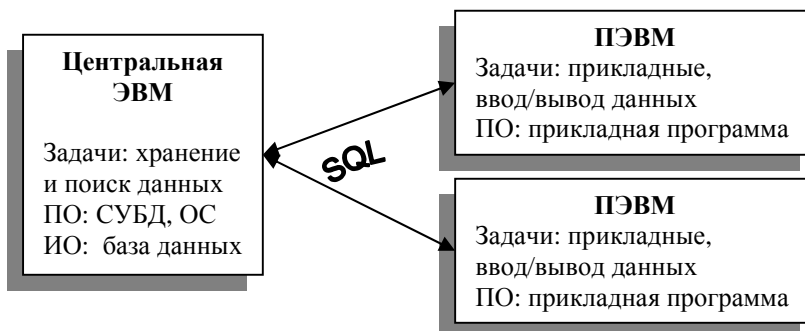 Центральная
ЭВМ
Задачи: хранение
и поиск данных
ПО: СУБД, ОС
ИО: база данных
SQL
ПЭВМ
Задачи: прикладные,
ввод/вывод данных
ПО: прикладная программа
ПЭВМ
Задачи: прикладные,
ввод/вывод данных
ПО: прикладная программа